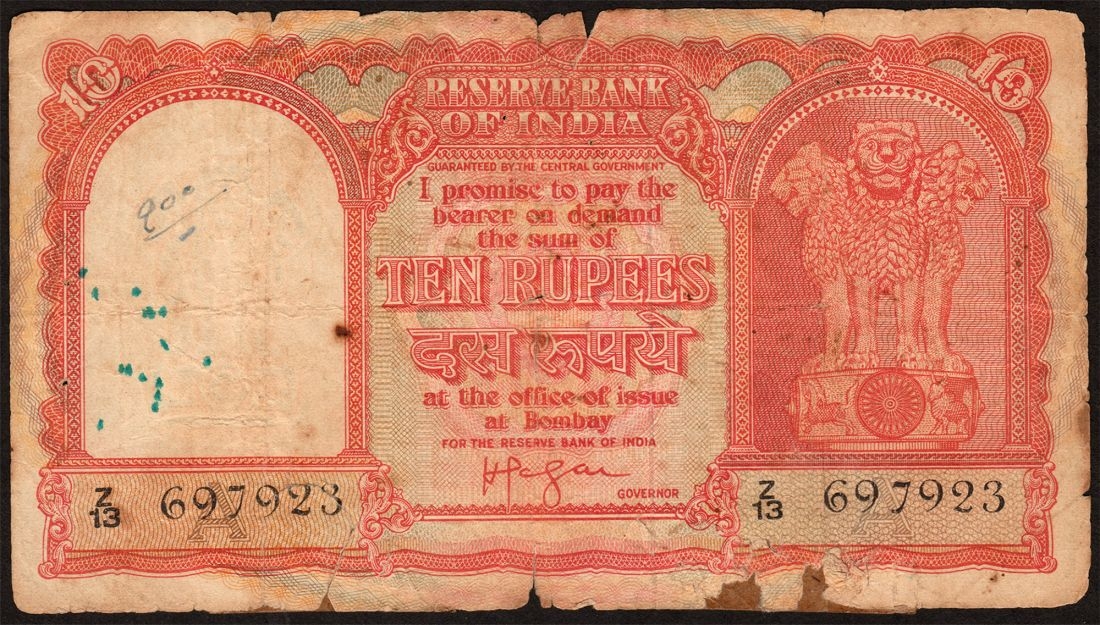 10
10
RESERVE BANK
OF INDIA
GUARANTEED BY THE CENTRAL GOVERNMENT
I promise to pay the
bearer on demand
the sum of
TEN RUPEES
दस रुपये
at the office of issue
at Bombay
FOR THE RESERVE BANK OF INDIA
GOVERNOR
Z/13 697923
A
Z/13 697923
A